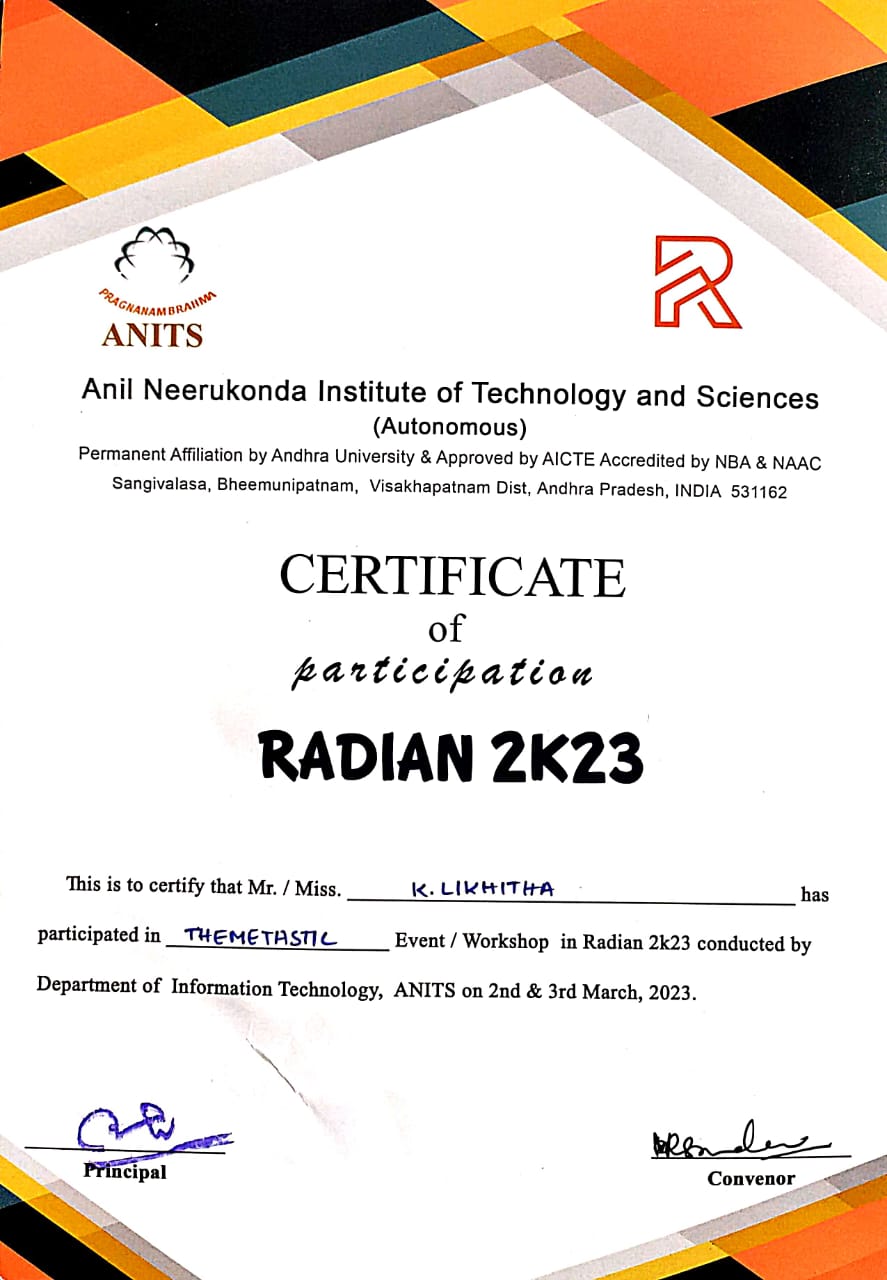 PRAGNANAM BRAHMA
ANITS
Anil Neerukonda Institute of Technology and Sciences
(Autonomous)
Permanent Affiliation by Andhra University & Approved by AICTE Accredited by NBA & NAAC
Sangivalasa, Bheemunipatnam, Visakhapatnam Dist, Andhra Pradesh, INDIA 531162
CERTIFICATE
of
participation
RADIAN 2K23
This is to certify that Mr. / Miss. K. LIKHITHA has
participated in THEMETASTIC Event / Workshop in Radian 2k23 conducted by
Department of Information Technology, ANITS on 2nd & 3rd March, 2023.
Principal
Convenor